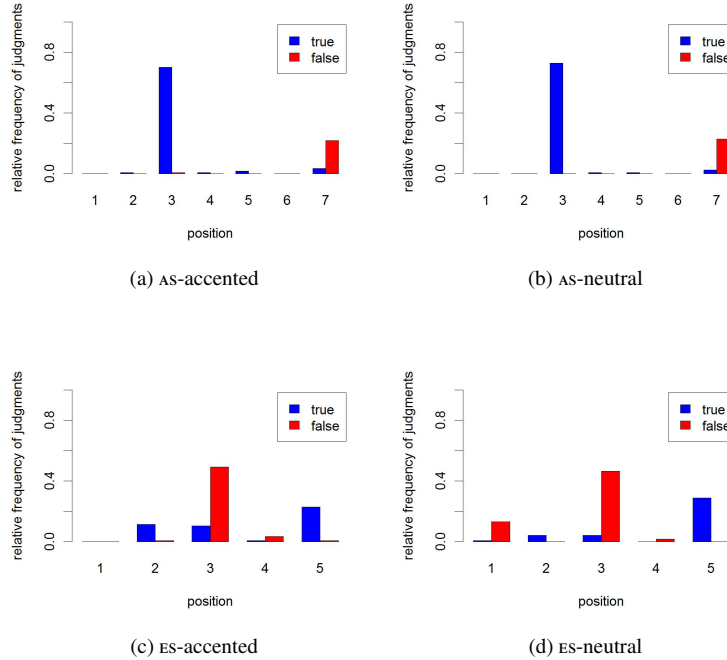 relative frequency of judgments
0.0 0.4 0.8
true
false
1 2 3 4 5 6 7
position
(a) AS-accented
relative frequency of judgments
0.0 0.4 0.8
true
false
1 2 3 4 5 6 7
position
(b) AS-neutral
relative frequency of judgments
0.0 0.4 0.8
true
false
1 2 3 4 5
position
(c) ES-accented
relative frequency of judgments
0.0 0.4 0.8
true
false
1 2 3 4 5
position
(d) ES-neutral